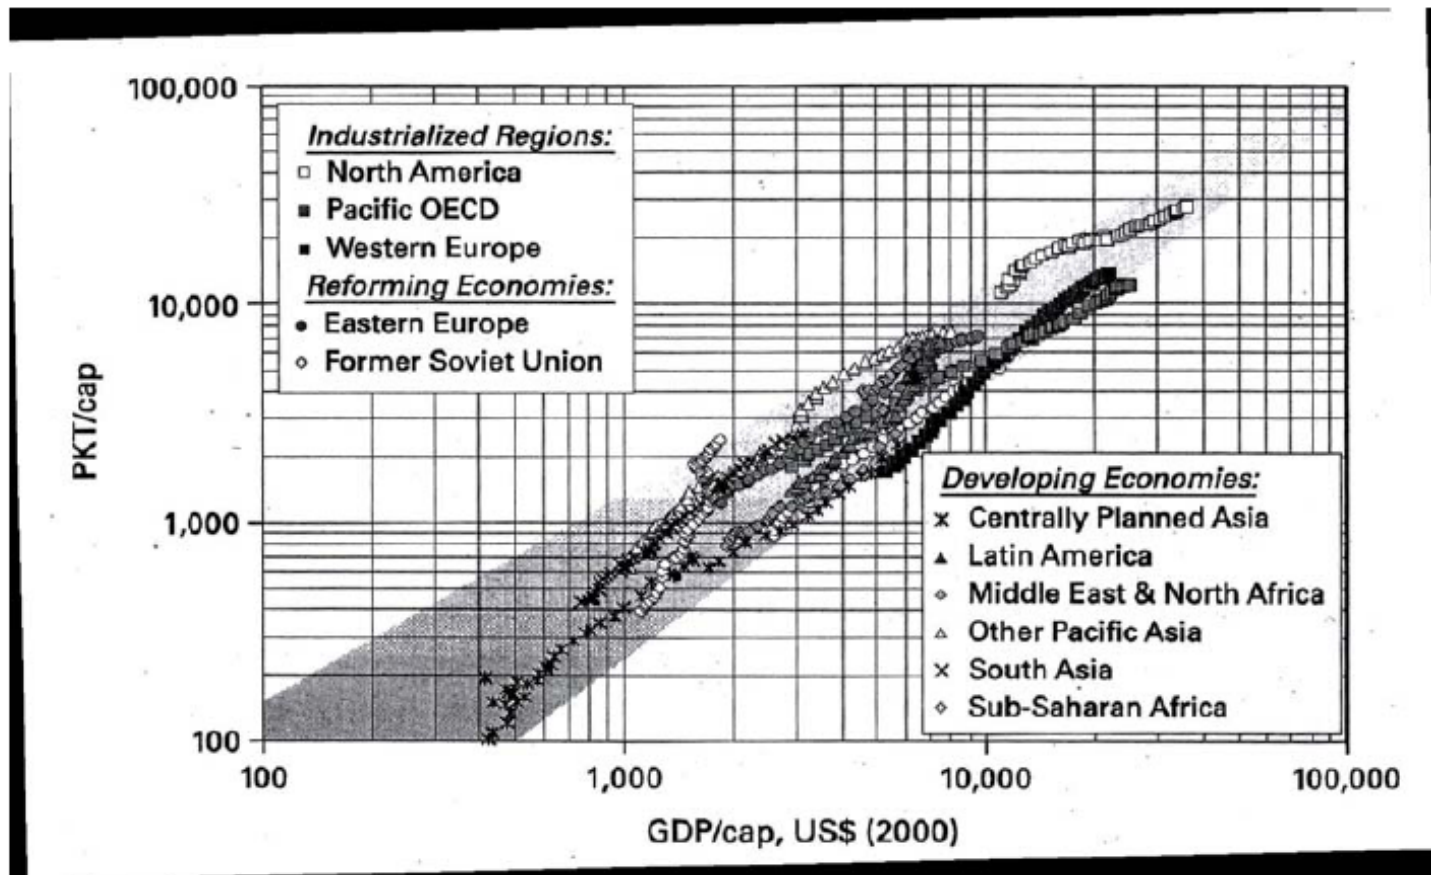 100,000
10,000
1,000
100
PKT/cap
Industrialized Regions:
North America
Pacific OECD
Western Europe
Reforming Economies:
Eastern Europe
Former Soviet Union
Developing Economies:
Centrally Planned Asia
Latin America
Middle East & North Africa
Other Pacific Asia
South Asia
Sub-Saharan Africa
100
1,000
10,000
100,000
GDP/cap, US$ (2000)